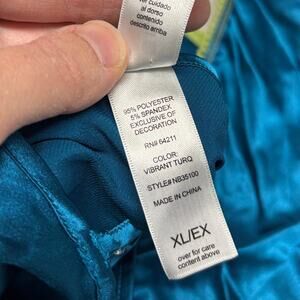 cuidado
al dorso
contenido
descrito arriba
95% POLYESTER
5% SPANDEX
EXCLUSIVE OF
DECORATION
RN# 64211
COLOR:
VIBRANT TURQ
STYLE# NB35100
MADE IN CHINA
XL/EX
over for care
content above